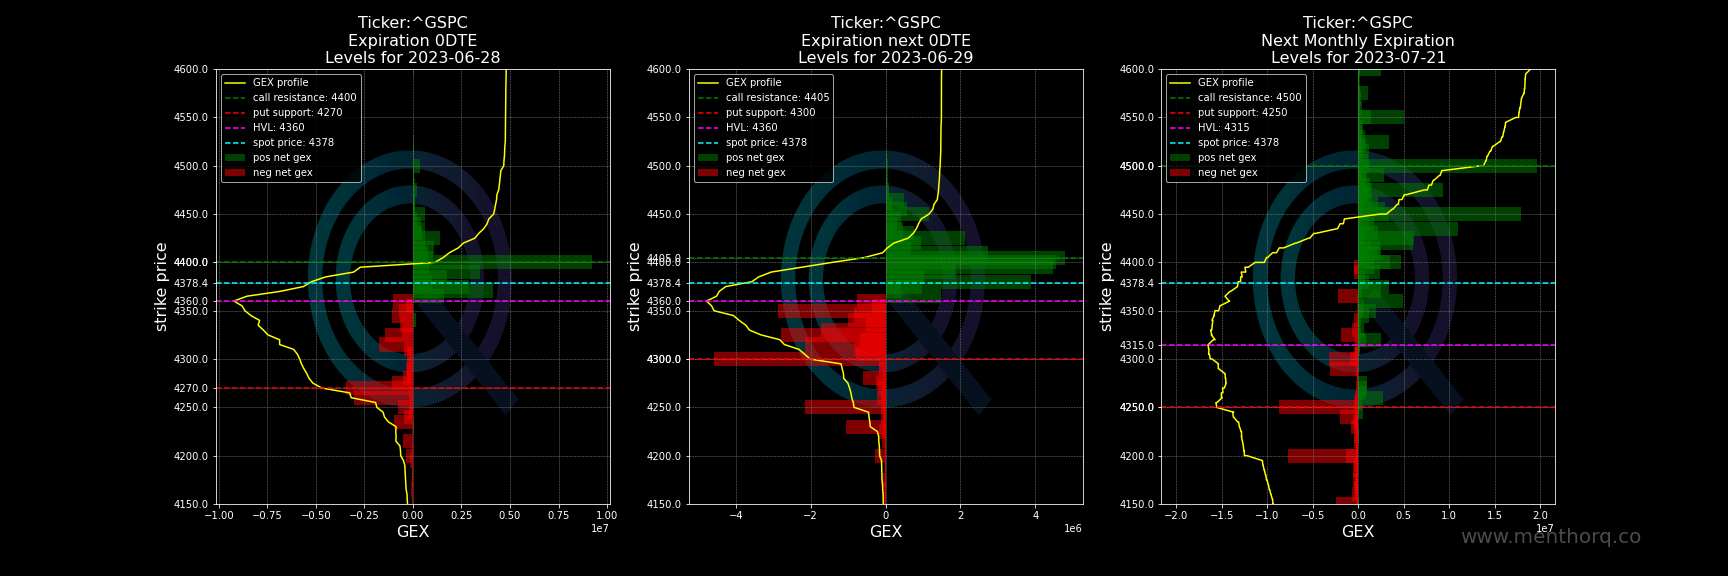 Ticker:^GSPC
Expiration 0DTE
Levels for 2023-06-28
4600.0
4550.0
4500.0
4450.0
4400.0
4378.4
4360.0
4350.0
4300.0
4270.0
4250.0
4200.0
4150.0
strike price
GEX profile
call resistance: 4400
put support: 4270
HVL: 4360
spot price: 4378
pos net gex
neg net gex
−1.00 −0.75 −0.50 −0.25 0.00 0.25 0.50 0.75 1.00
1e7
GEX
Ticker:^GSPC
Expiration next 0DTE
Levels for 2023-06-29
4600.0
4550.0
4500.0
4450.0
4405.0
4400.0
4378.4
4360.0
4350.0
4300.0
4250.0
4200.0
4150.0
strike price
GEX profile
call resistance: 4405
put support: 4300
HVL: 4360
spot price: 4378
pos net gex
neg net gex
−4 −2 0 2 4
1e6
GEX
Ticker:^GSPC
Next Monthly Expiration
Levels for 2023-07-21
4600.0
4550.0
4500.0
4450.0
4400.0
4378.4
4350.0
4315.0
4300.0
4250.0
4200.0
4150.0
strike price
GEX profile
call resistance: 4500
put support: 4250
HVL: 4315
spot price: 4378
pos net gex
neg net gex
−2.0 −1.5 −1.0 −0.5 0.0 0.5 1.0 1.5 2.0
1e7
GEX
www.menthorq.co